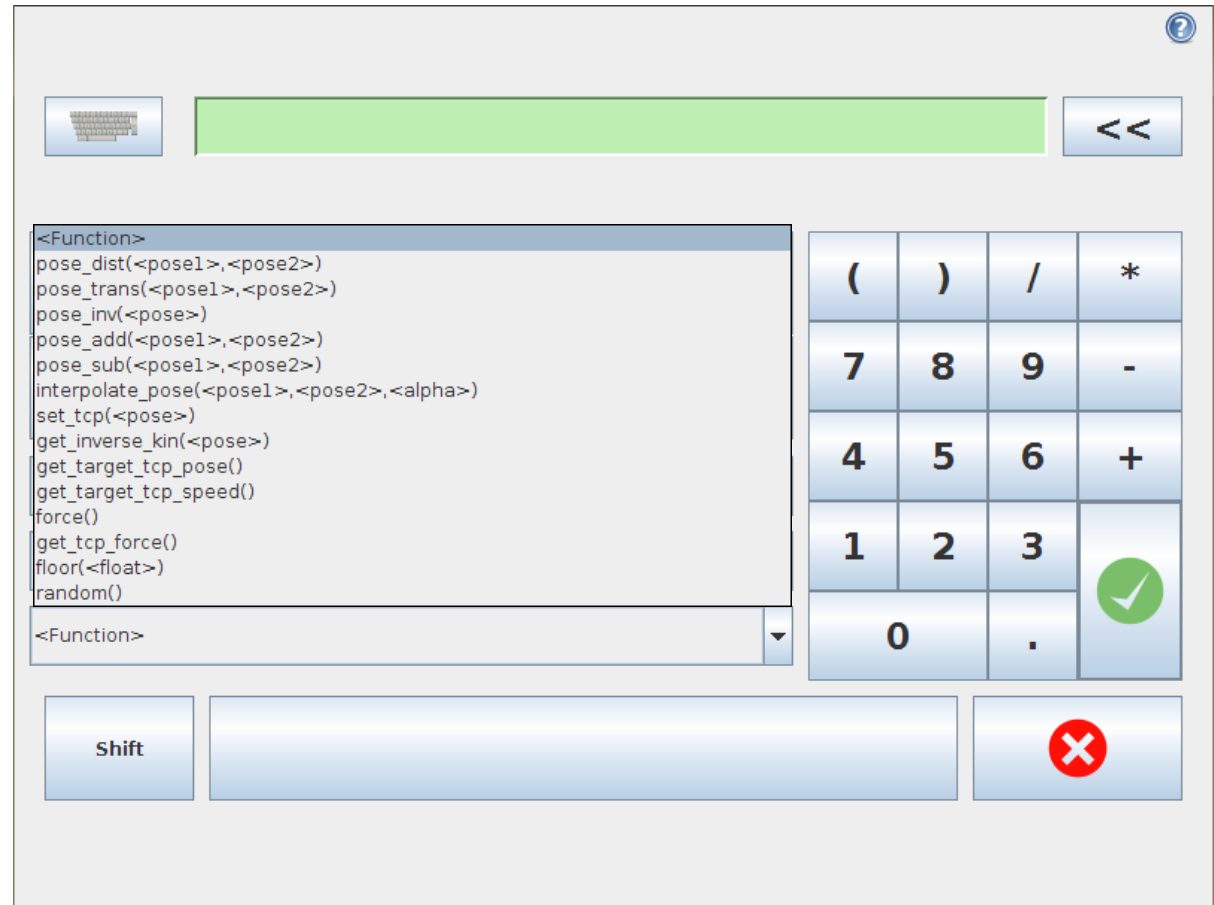 ?
<<
<Function>
pose_dist(<pose1>,<pose2>)
pose_trans(<pose1>,<pose2>)
pose_inv(<pose>)
pose_add(<pose1>,<pose2>)
pose_sub(<pose1>,<pose2>)
interpolate_pose(<pose1>,<pose2>,<alpha>)
set_tcp(<pose>)
get_inverse_kin(<pose>)
get_target_tcp_pose()
get_target_tcp_speed()
force()
get_tcp_force()
floor(<float>)
random()
<Function>
( ) / *
7 8 9 -
4 5 6 +
1 2 3
0 .
Shift